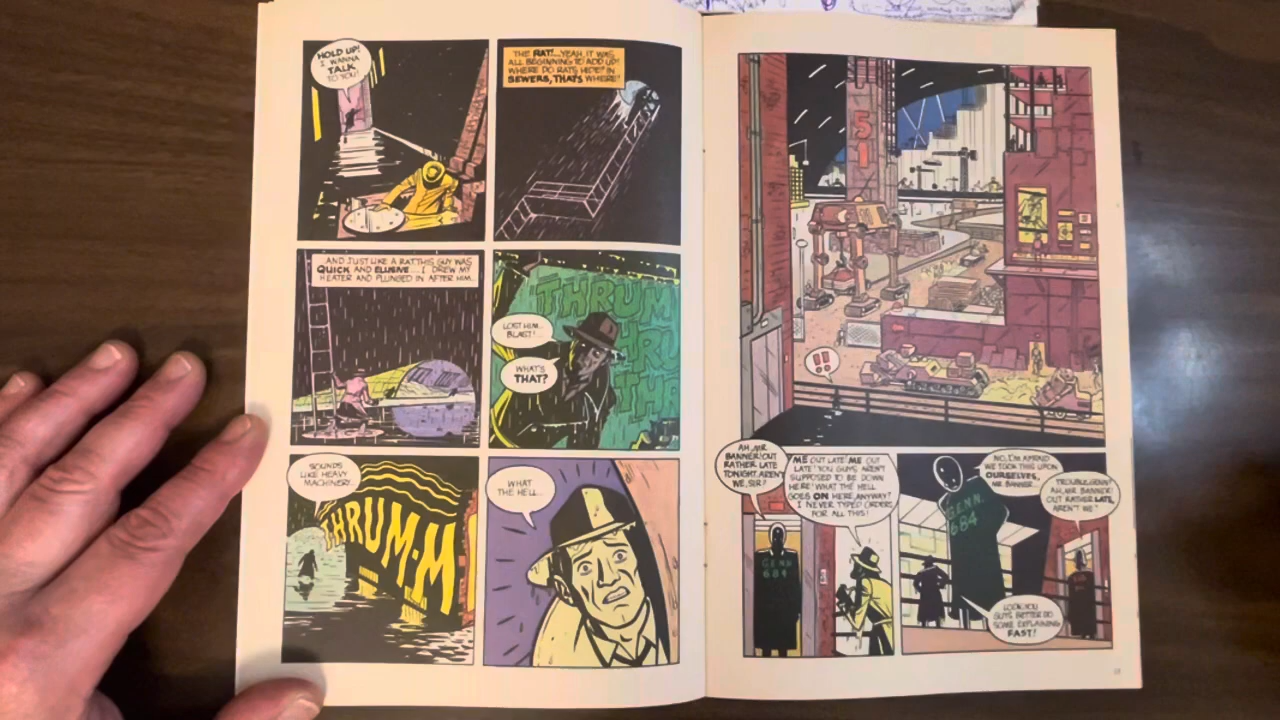 HOLD UP!
I WANNA
TALK
TO YOU!
THE RAT!...YEAH, IT WAS
ALL BEGINNING TO ADD UP!
WHERE DO RATS HIDE? IN
SEWERS, THAT'S WHERE!
AND JUST LIKE A RAT THIS GUY WAS
QUICK AND ELUSIVE... I DREW MY
HEATER AND PLUNGED IN AFTER HIM...
THRUM
THRU
THR
LOST HIM...
BLAST!
WHAT'S
THAT?
SOUNDS
LIKE HEAVY
MACHINERY...
THRUM-M
WHAT
THE HELL...
51
!!
AH, MR.
BANNER! OUT
RATHER LATE
TONIGHT, AREN'T
WE, SIR?
ME OUT LATE? ME OUT
LATE? YOU GUYS AREN'T
SUPPOSED TO BE DOWN
HERE! WHAT THE HELL
GOES ON HERE, ANYWAY?
I NEVER TYPED ORDERS
FOR ALL THIS!
GENN
684
NO, I'M AFRAID
WE TOOK THIS UPON
OURSELVES,
MR. BANNER.
GENN
684
TROUBLE, GENN?
AH, MR. BANNER!
OUT RATHER LATE,
AREN'T WE?
LOOK, YOU
GUYS BETTER DO
SOME EXPLAINING
FAST!